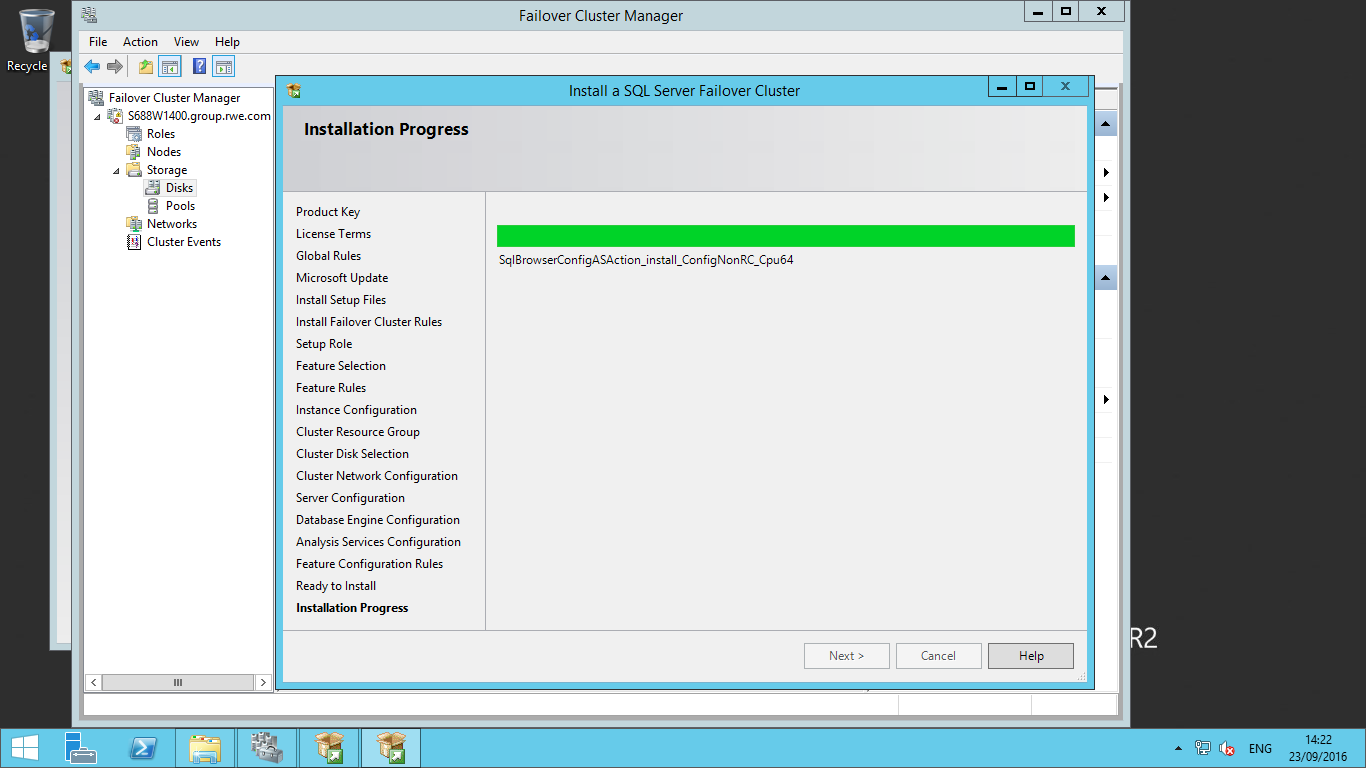 Recycle
Failover Cluster Manager
File Action View Help
Failover Cluster Manager
S688W1400.group.rwe.com
Roles
Nodes
Storage
Disks
Pools
Networks
Cluster Events
Install a SQL Server Failover Cluster
Installation Progress
Product Key
License Terms
Global Rules
Microsoft Update
Install Setup Files
Install Failover Cluster Rules
Setup Role
Feature Selection
Feature Rules
Instance Configuration
Cluster Resource Group
Cluster Disk Selection
Cluster Network Configuration
Server Configuration
Database Engine Configuration
Analysis Services Configuration
Feature Configuration Rules
Ready to Install
Installation Progress
SqlBrowserConfigASAction_install_ConfigNonRC_Cpu64
Next > Cancel Help
R2
ENG
14:22
23/09/2016